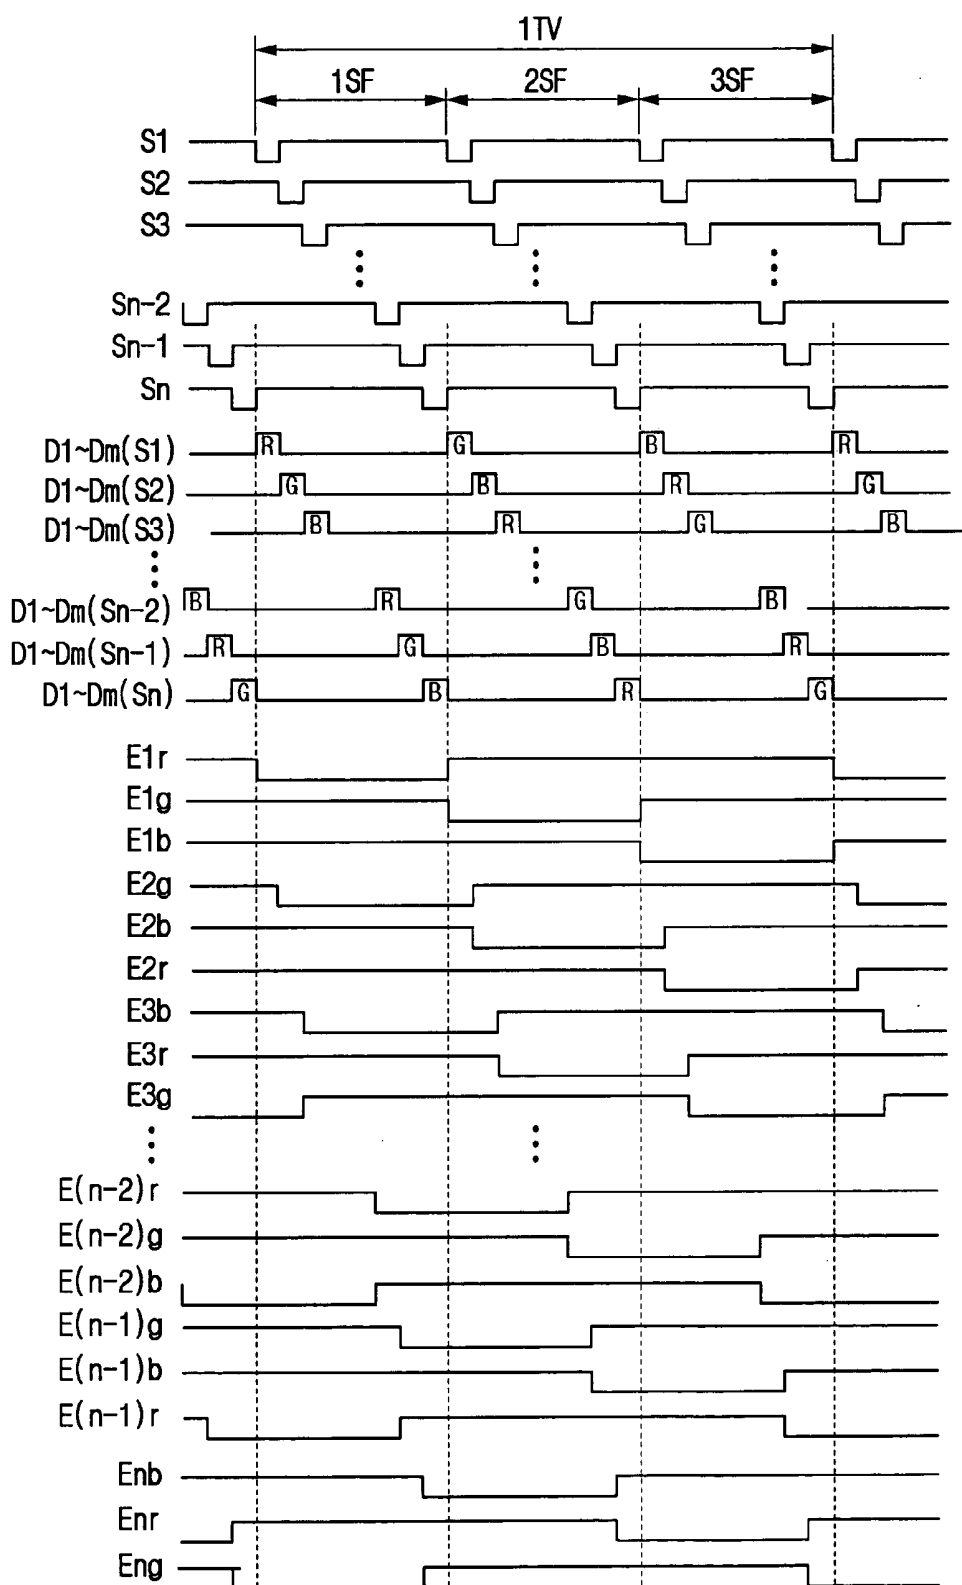 1TV
1SF 2SF 3SF
S1
S2
S3
Sn-2
Sn-1
Sn
D1~Dm(S1) R G B R
D1~Dm(S2) G B R G
D1~Dm(S3) B R G B
D1~Dm(Sn-2) B R G B
D1~Dm(Sn-1) R G B R
D1~Dm(Sn) G B R G
E1r
E1g
E1b
E2g
E2b
E2r
E3b
E3r
E3g
E(n-2)r
E(n-2)g
E(n-2)b
E(n-1)g
E(n-1)b
E(n-1)r
Enb
Enr
Eng